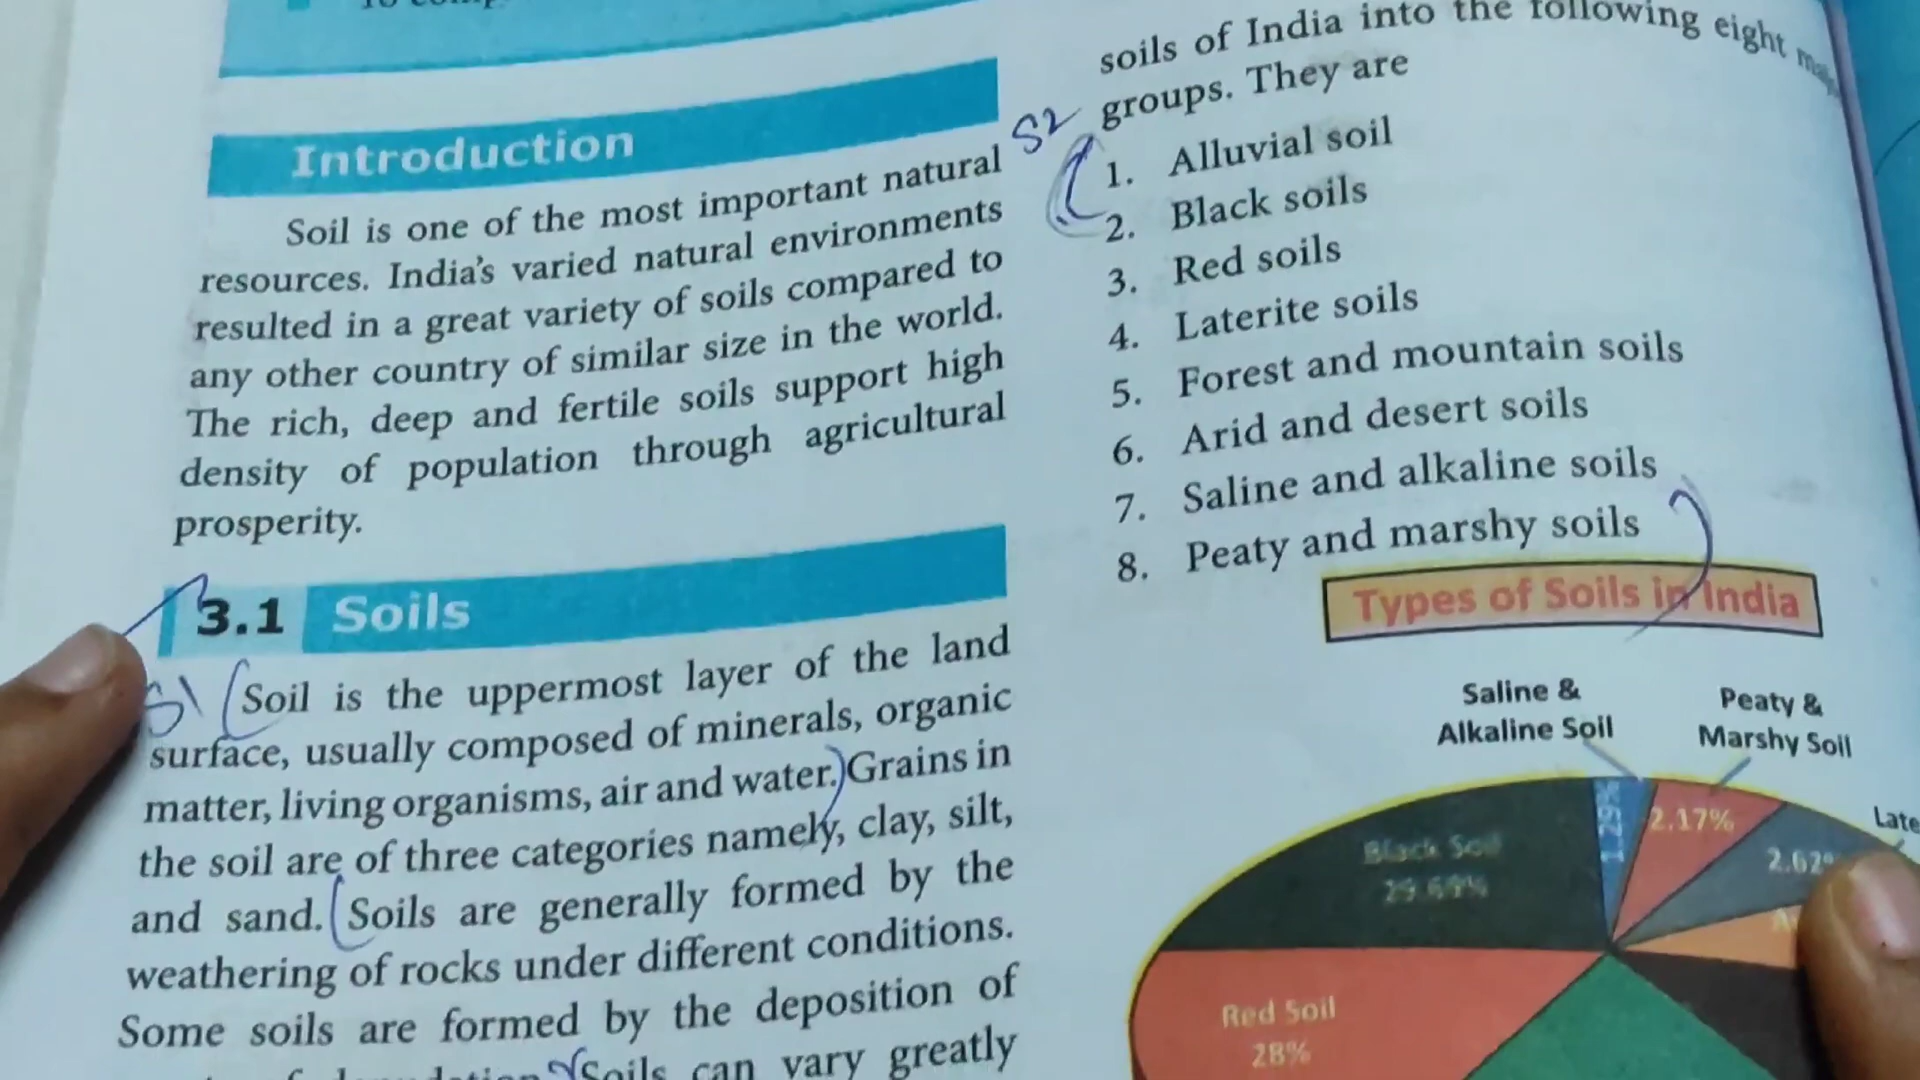 Introduction
Soil is one of the most important natural
resources. India's varied natural environments
resulted in a great variety of soils compared to
any other country of similar size in the world.
The rich, deep and fertile soils support high
density of population through agricultural
prosperity.
3.1 Soils
S1
Soil is the uppermost layer of the land
surface, usually composed of minerals, organic
matter, living organisms, air and water. Grains in
the soil are of three categories namely, clay, silt,
and sand. Soils are generally formed by the
weathering of rocks under different conditions.
Some soils are formed by the deposition of
Soils can vary greatly
soils of India into the following eight
groups. They are
S2
1. Alluvial soil
2. Black soils
3. Red soils
4. Laterite soils
5. Forest and mountain soils
6. Arid and desert soils
7. Saline and alkaline soils
8. Peaty and marshy soils
Types of Soils in India
Saline &
Alkaline Soil
Peaty &
Marshy Soil
Late
2.17%
2.62%
Black Soil
29.69%
Red Soil
28%